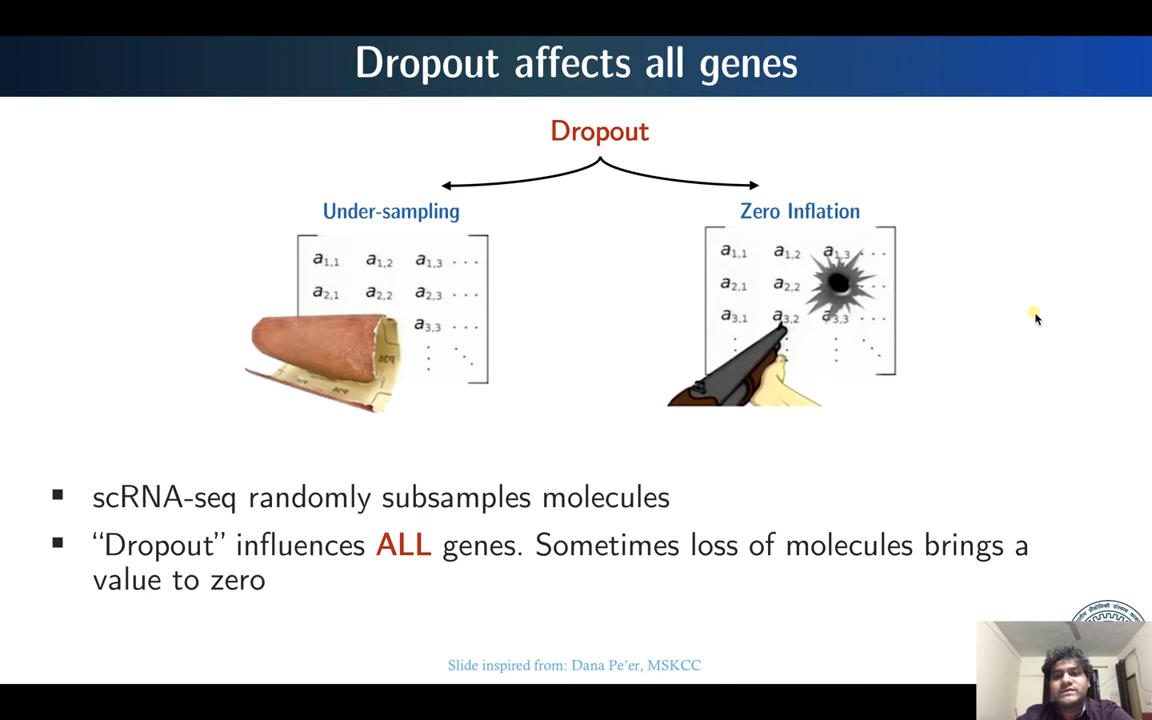 Dropout affects all genes
Dropout
Under-sampling
Zero Inflation
a1,1 a1,2 a1,3 ...
a2,1 a2,2 a2,3 ...
a3,3 ...
a1,1 a1,2 a1,3 ...
a2,1 a2,2 ...
a3,1 a3,2 a3,3 ...
▪ scRNA-seq randomly subsamples molecules
▪ “Dropout” influences ALL genes. Sometimes loss of molecules brings a
value to zero
Slide inspired from: Dana Pe’er, MSKCC